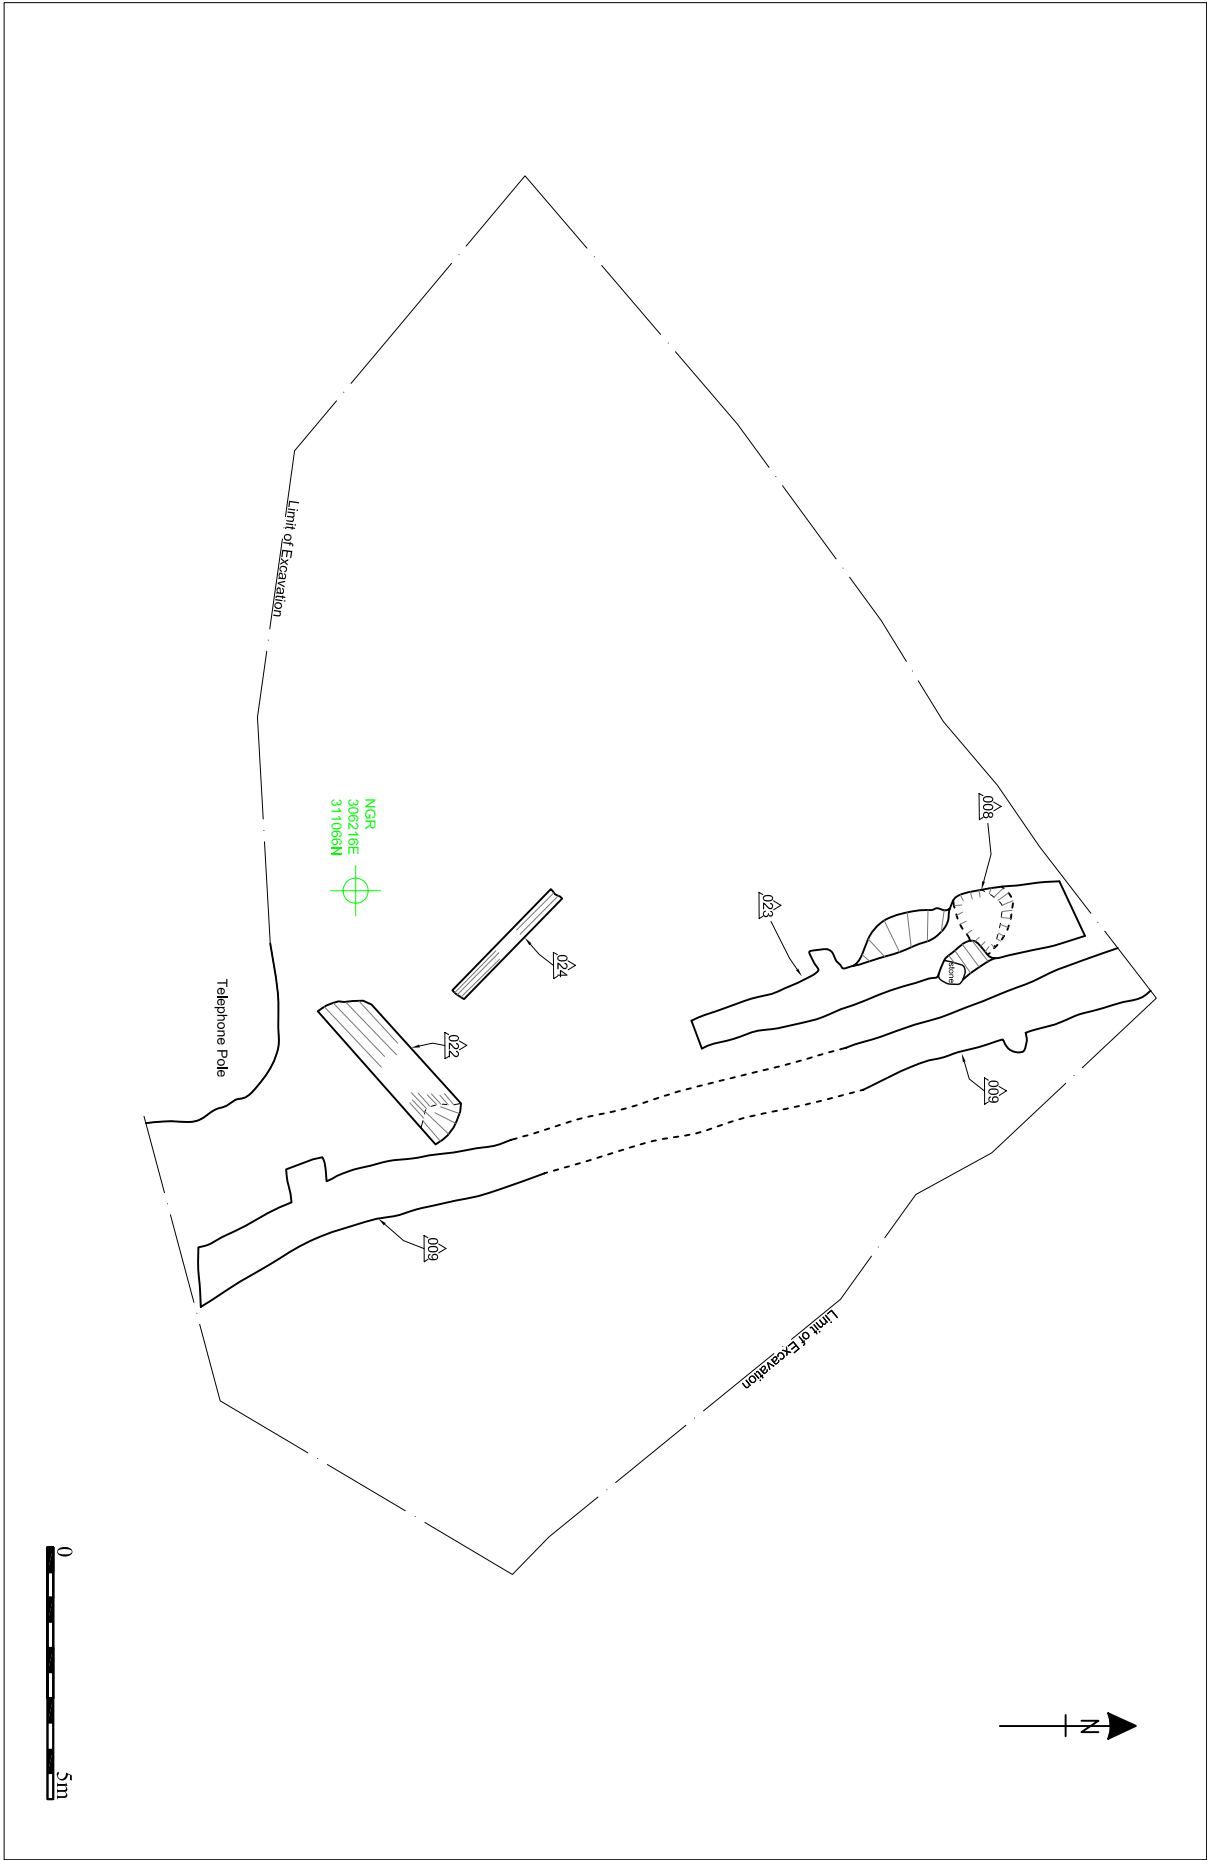 N
008
023
009
stone
024
022
009
Limit of Excavation
NGR
306216E
311066N
Telephone Pole
Limit of Excavation
0
5m